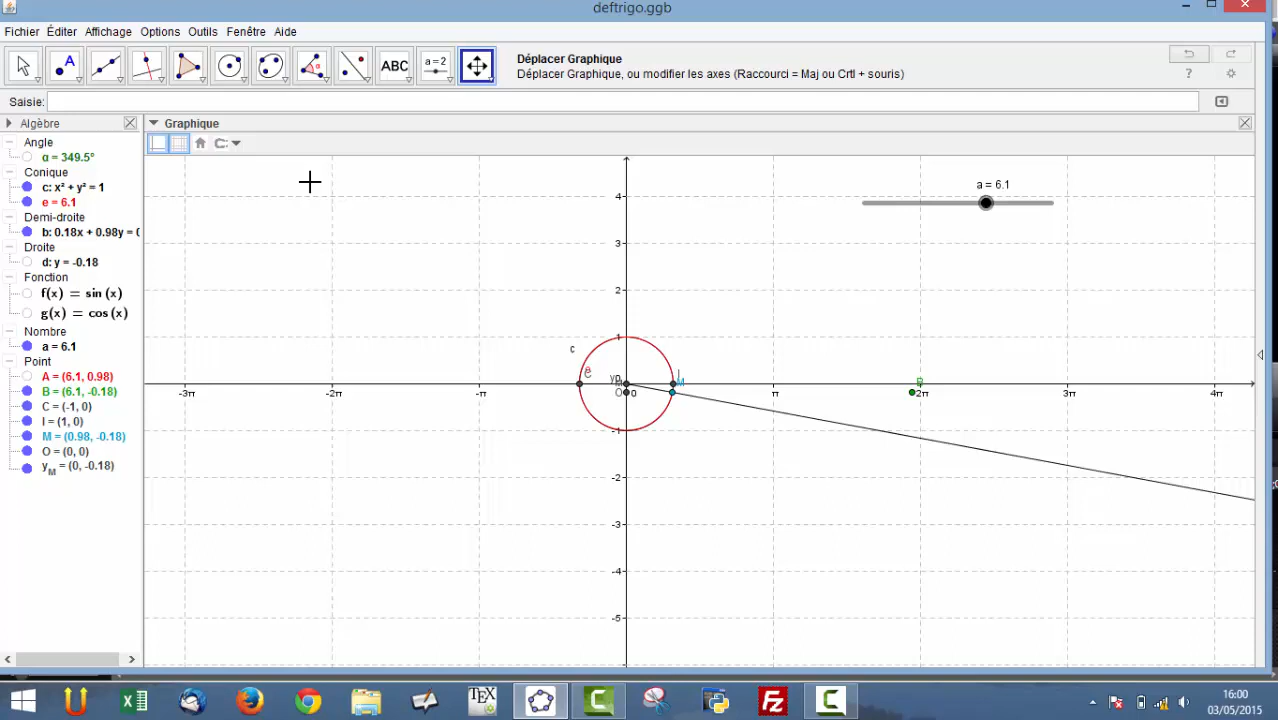 deftrigo.ggb
Fichier Éditer Affichage Options Outils Fenêtre Aide
A ABC a = 2 Déplacer Graphique
Déplacer Graphique, ou modifier les axes (Raccourci = Maj ou Crtl + souris)
?
Saisie:
Algèbre
Graphique
Angle
α = 349.5°
Conique
c: x² + y² = 1
e = 6.1
Demi-droite
b: 0.18x + 0.98y = 0
Droite
d: y = -0.18
Fonction
f(x) = sin (x)
g(x) = cos (x)
Nombre
a = 6.1
Point
A = (6.1, 0.98)
B = (6.1, -0.18)
C = (-1, 0)
I = (1, 0)
M = (0.98, -0.18)
O = (0, 0)
yM = (0, -0.18)
a = 6.1
4
3
2
1
c
C I M B
-3π -2π -π O 0 π 2π 3π 4π
-1
-2
-3
-4
-5
TEX
16:00
03/05/2015